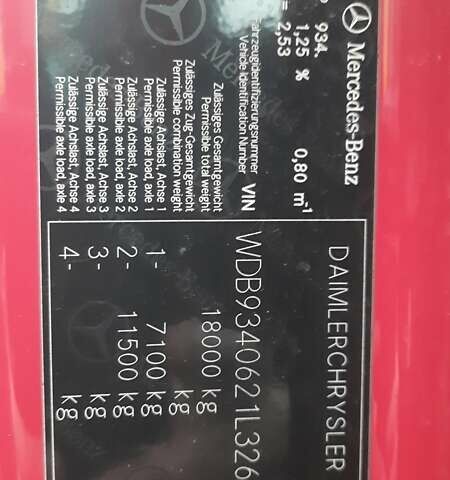 Mercedes-Benz
934.
1,25 % 0,80 m-1
= 2,53
DAIMLERCHRYSLER
Fahrzeugidentifizierungsnummer
Vehicle Identification Number VIN WDB9340621L326
Zulässiges Gesamtgewicht
Permissible total weight 18000 kg
Zulässiges Zug-Gesamtgewicht
Permissible combination weight kg
Zulässige Achslast, Achse 1
Permissible axle load, axle 1 1- 7100 kg
Zulässige Achslast, Achse 2
Permissible axle load, axle 2 2- 11500 kg
Zulässige Achslast, Achse 3
Permissible axle load, axle 3 3- kg
Zulässige Achslast, Achse 4
Permissible axle load, axle 4 4- kg